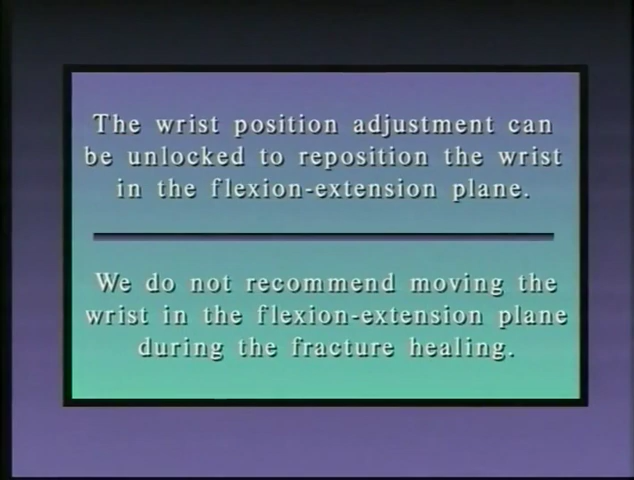 The wrist position adjustment can
be unlocked to reposition the wrist
in the flexion-extension plane.
We do not recommend moving the
wrist in the flexion-extension plane
during the fracture healing.